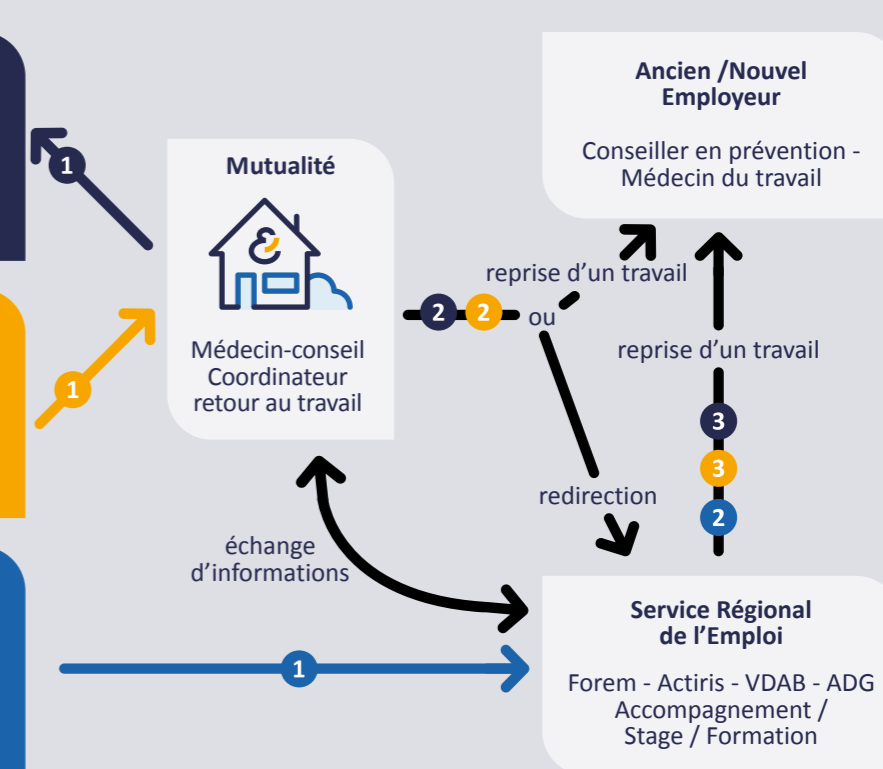 Ancien /Nouvel
Employeur
Conseiller en prévention -
Médecin du travail
1
Mutualité
Médecin-conseil
Coordinateur
retour au travail
1
2
2
ou
reprise d'un travail
reprise d'un travail
3
3
2
redirection
échange
d'informations
1
Service Régional
de l'Emploi
Forem - Actiris - VDAB - ADG
Accompagnement /
Stage / Formation